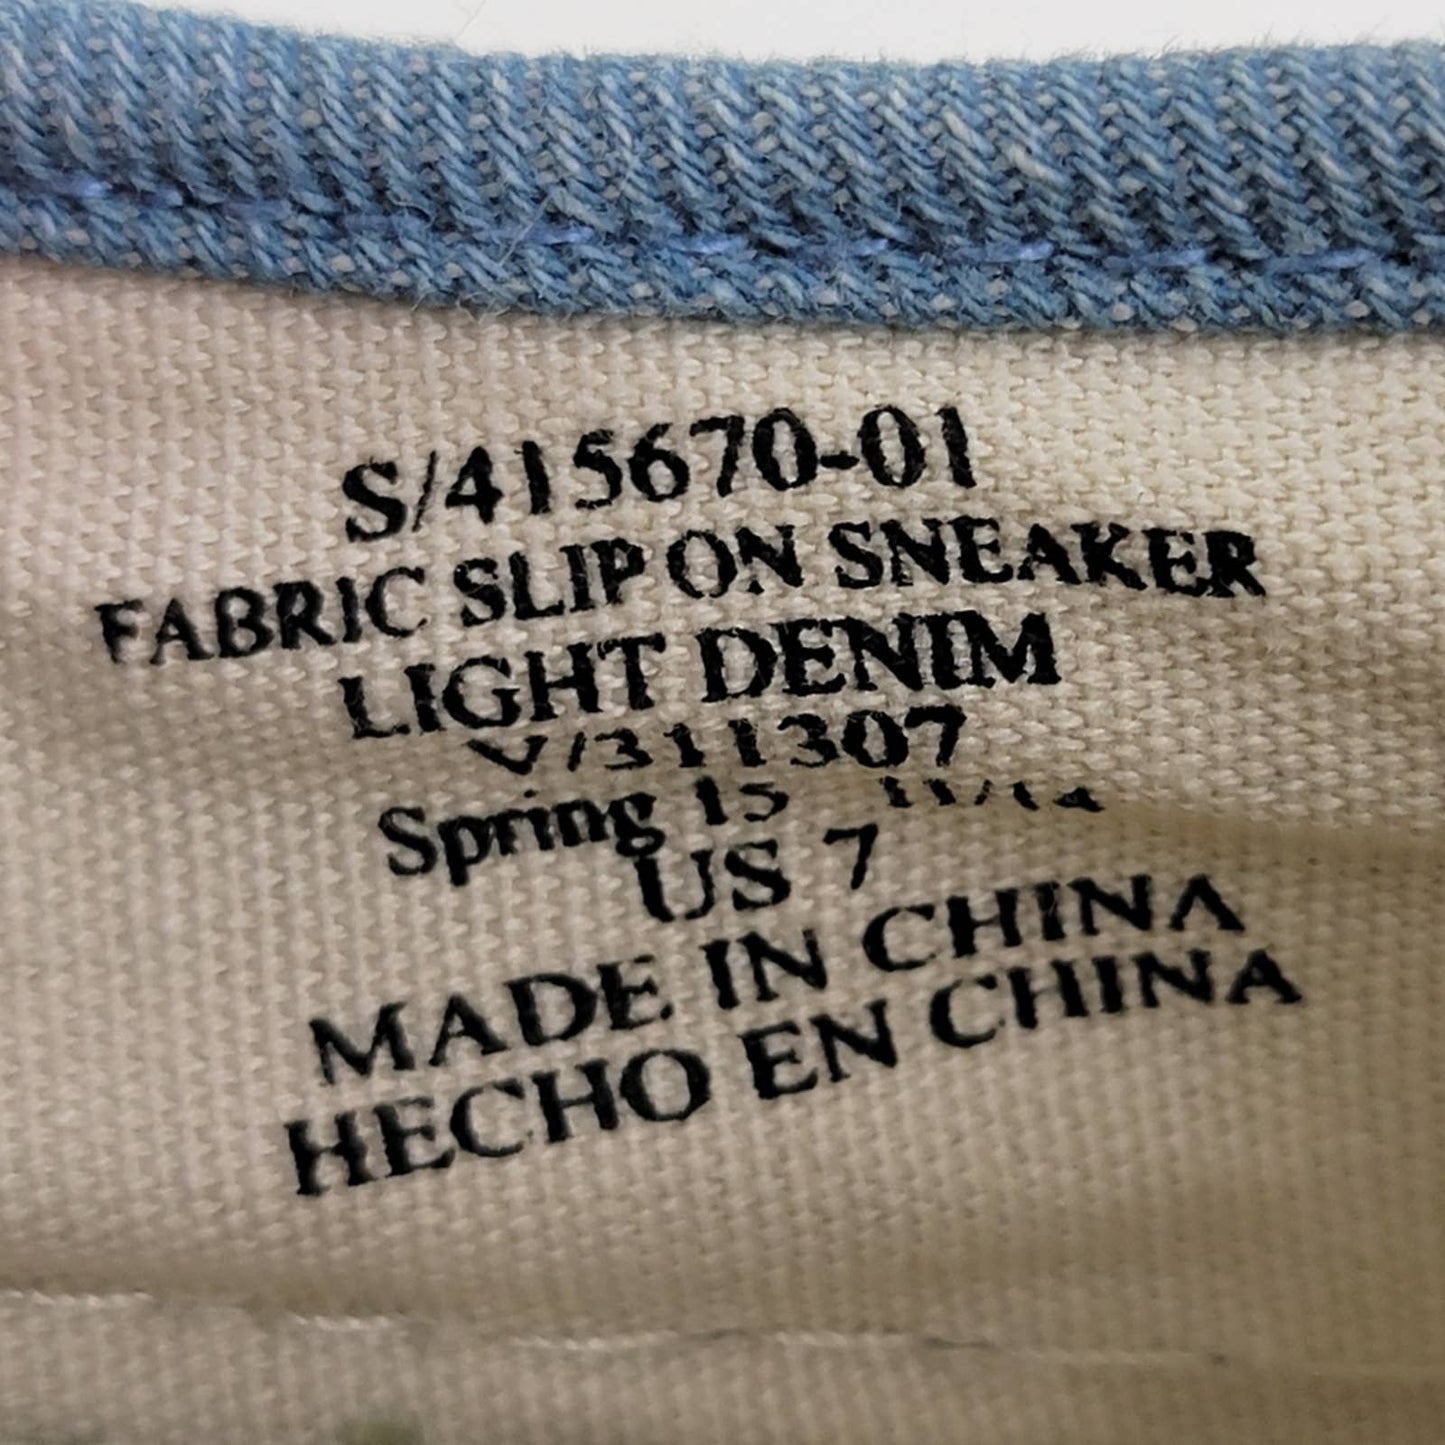 S/415670-01
FABRIC SLIP ON SNEAKER
LIGHT DENIM
V/311307
Spring 15
US 7
MADE IN CHINA
HECHO EN CHINA